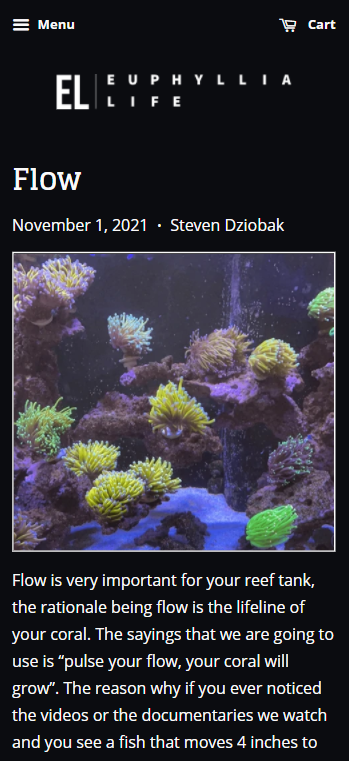 Menu
Cart
EL | EUPHYLLIA
LIFE
Flow
November 1, 2021 · Steven Dziobak
Flow is very important for your reef tank,
the rationale being flow is the lifeline of
your coral. The sayings that we are going to
use is “pulse your flow, your coral will
grow”. The reason why if you ever noticed
the videos or the documentaries we watch
and you see a fish that moves 4 inches to